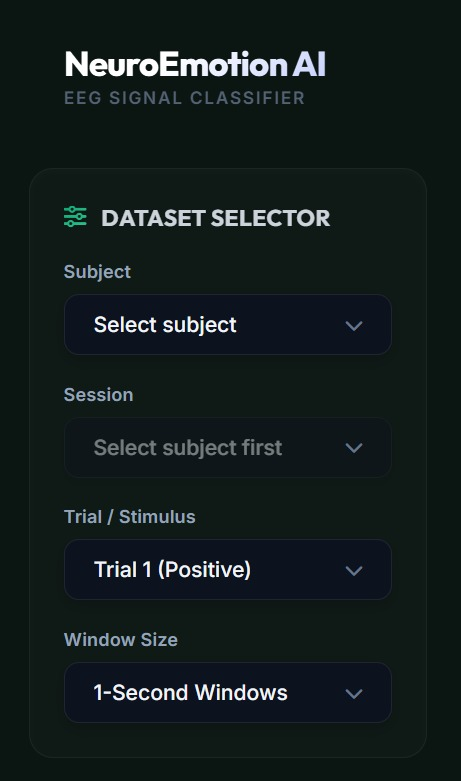 NeuroEmotion AI
EEG SIGNAL CLASSIFIER
DATASET SELECTOR
Subject
Select subject
Session
Select subject first
Trial / Stimulus
Trial 1 (Positive)
Window Size
1-Second Windows